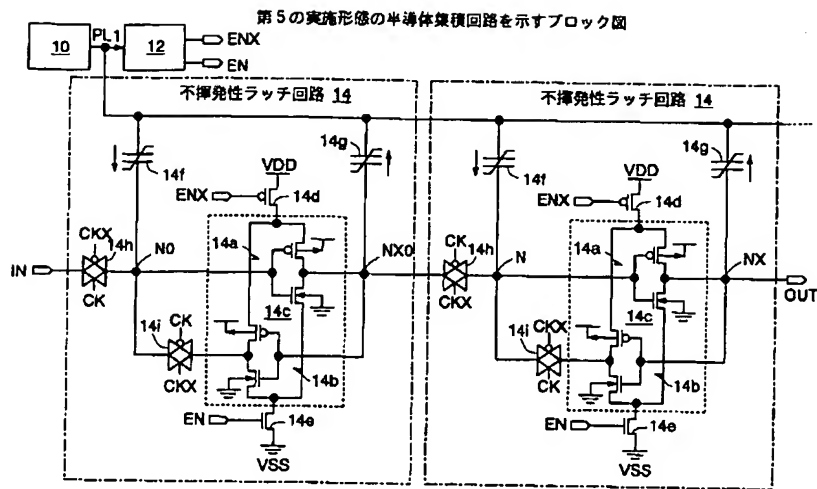 第5の実施形態の半導体集積回路を示すブロック図
10 PL1 12 ENX
EN
不揮発性ラッチ回路 14 不揮発性ラッチ回路 14
14f 14g 14f 14g
VDD VDD
ENX 14d ENX 14d
CKX 14h N0 14a NX0 CK 14h N 14a NX
IN CK CKX OUT
14c 14c
14i CK 14i CKX
CKX CK
14b 14b
EN 14e EN 14e
VSS VSS